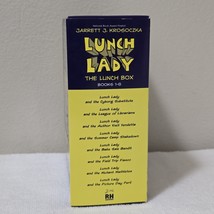 JARRETT J. KROSOCZKA
LUNCH
LADY
THE LUNCH BOX
BOOKS 1-8
Lunch Lady
and the Cyborg Substitute
Lunch Lady
and the League of Librarians
Lunch Lady
and the Author Visit Vendetta
Lunch Lady
and the Summer Camp Shakedown
Lunch Lady
and the Bake Sale Bandit
Lunch Lady
and the Field Trip Fiasco
Lunch Lady
and the Mutant Mathletes
Lunch Lady
and the Picture Day Peril
RH